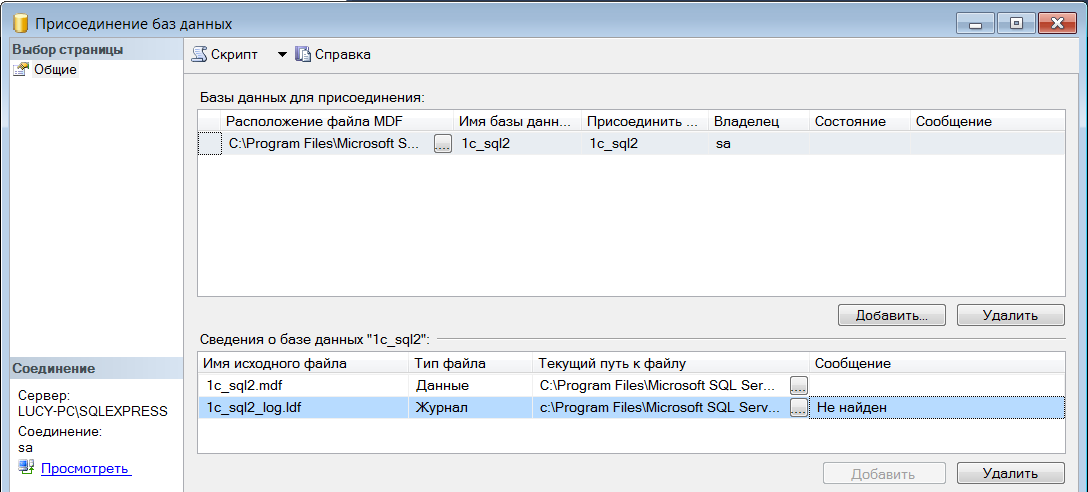 Присоединение баз данных
Выбор страницы
Общие
Скрипт
Справка
Базы данных для присоединения:
Расположение файла MDF Имя базы данн... Присоединить ... Владелец Состояние Сообщение
C:\Program Files\Microsoft S... ... 1c_sql2 1c_sql2 sa
Добавить... Удалить
Сведения о базе данных "1c_sql2":
Имя исходного файла Тип файла Текущий путь к файлу Сообщение
1c_sql2.mdf Данные C:\Program Files\Microsoft SQL Ser... ...
1c_sql2_log.ldf Журнал c:\Program Files\Microsoft SQL Serv... ... Не найден
Добавить Удалить
Соединение
Сервер:
LUCY-PC\SQLEXPRESS
Соединение:
sa
Просмотреть